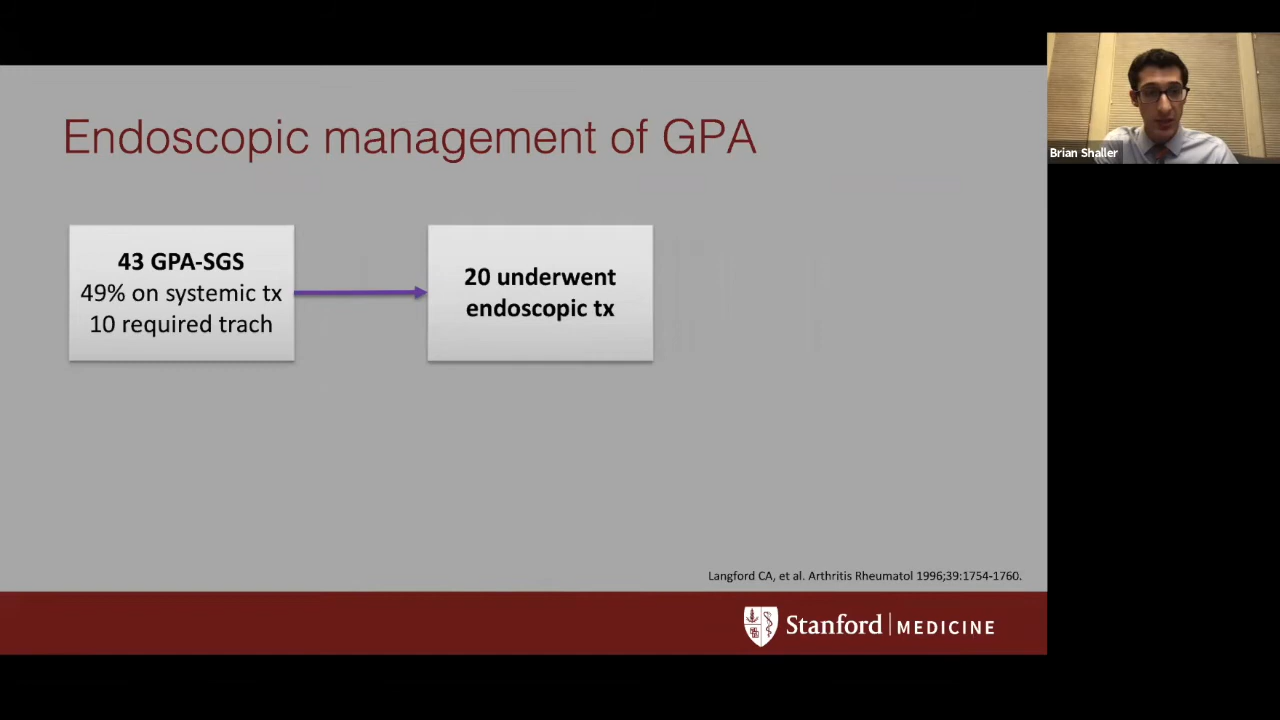 Endoscopic management of GPA
43 GPA-SGS
49% on systemic tx
10 required trach
20 underwent
endoscopic tx
Langford CA, et al. Arthritis Rheumatol 1996;39:1754-1760.
Stanford MEDICINE
Brian Shaller